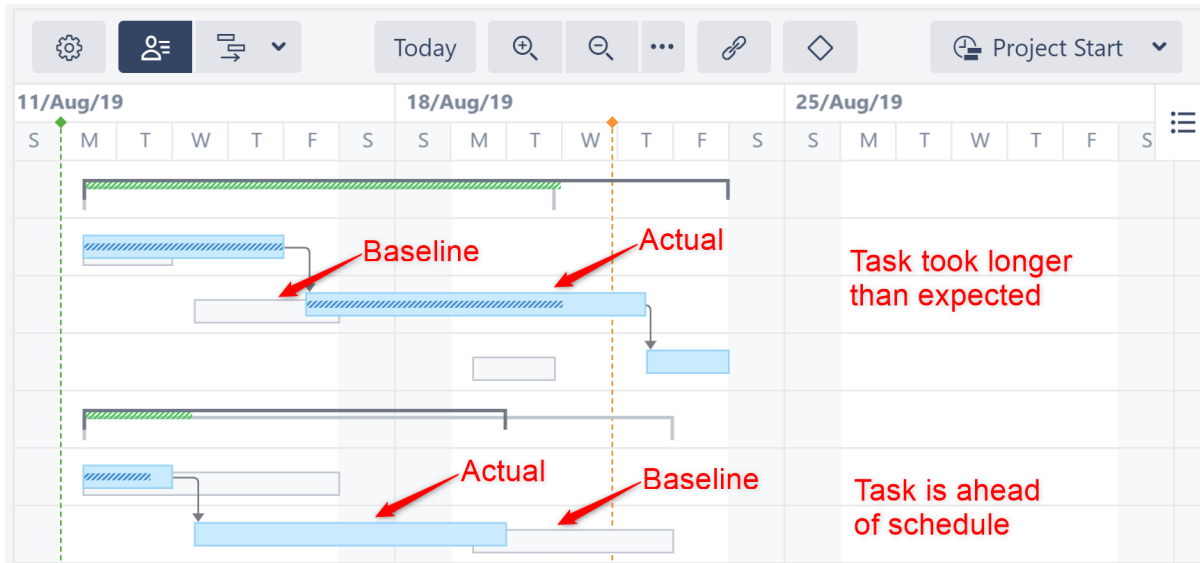 Today
Project Start
11/Aug/19 18/Aug/19 25/Aug/19
S M T W T F S S M T W T F S S M T W T F S
Baseline
Actual
Task took longer
than expected
Actual
Baseline
Task is ahead
of schedule